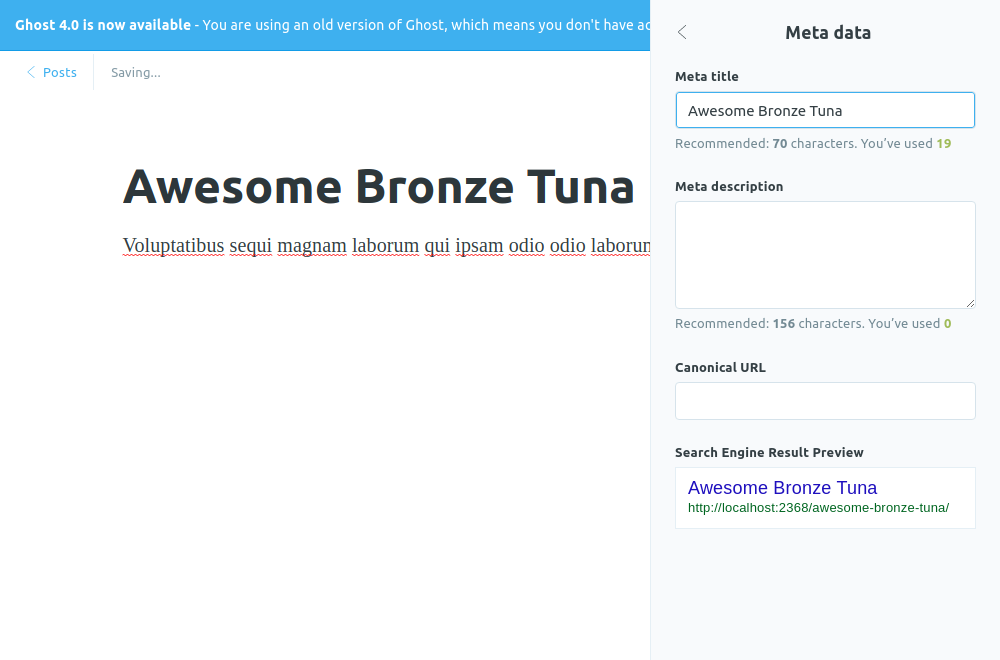 Ghost 4.0 is now available - You are using an old version of Ghost, which means you don't have
Posts
Saving...
Awesome Bronze Tuna
Voluptatibus sequi magnam laborum qui ipsam odio odio
Meta data
Meta title
Awesome Bronze Tuna
Recommended: 70 characters. You’ve used 19
Meta description
Recommended: 156 characters. You’ve used 0
Canonical URL
Search Engine Result Preview
Awesome Bronze Tuna
http://localhost:2368/awesome-bronze-tuna/